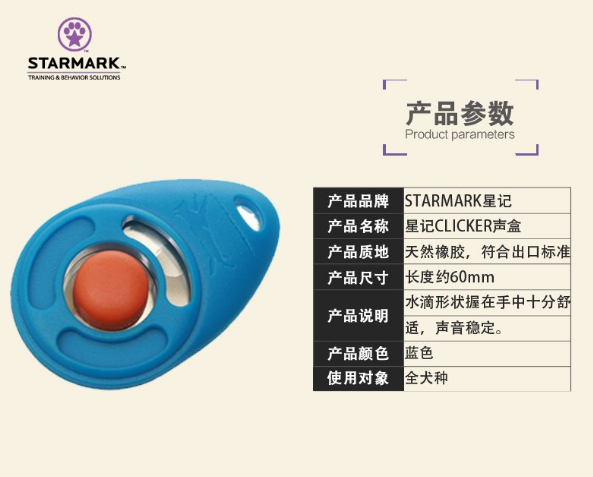 STARMARK
TM
TRAINING & BEHAVIOR SOLUTIONS
产品参数
Product parameters
产品品牌 STARMARK星记
产品名称 星记CLICKER声盒
产品质地 天然橡胶，符合出口标准
产品尺寸 长度约60mm
产品说明 水滴形状握在手中十分舒
适，声音稳定。
产品颜色 蓝色
使用对象 全犬种